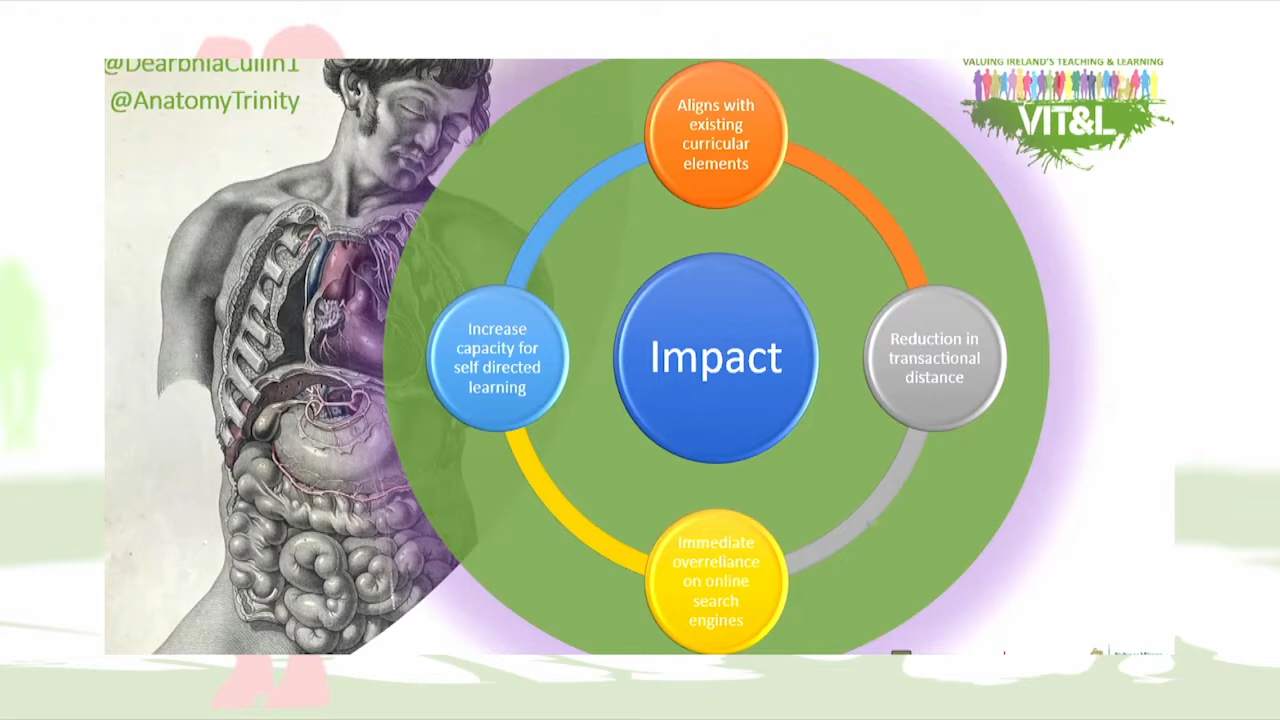 @DearbhlaCullin1
@AnatomyTrinity
VALUING IRELAND'S TEACHING & LEARNING
VIT&L
Aligns with
existing
curricular
elements
Increase
capacity for
self directed
learning
Impact
Reduction in
transactional
distance
Immediate
overreliance
on online
search
engines